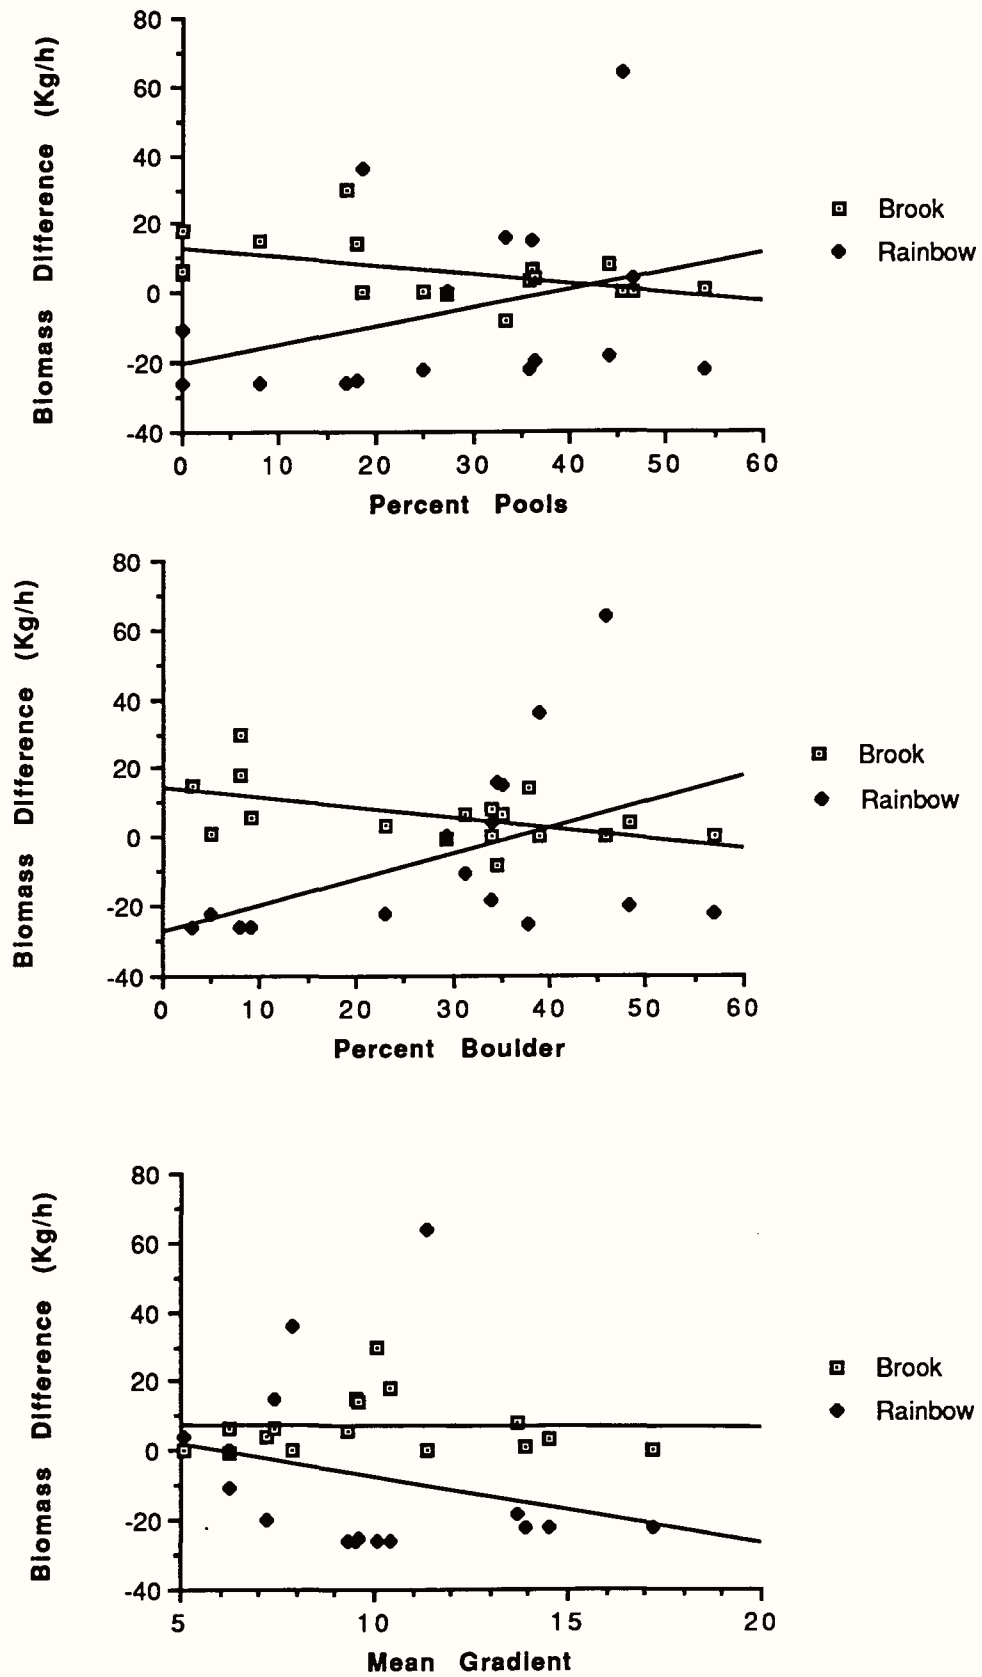 80
60
40
20
0
-20
-40
Biomass Difference (Kg/h)
0 10 20 30 40 50 60
Percent Pools
Brook
Rainbow
80
60
40
20
0
-20
-40
Biomass Difference (Kg/h)
0 10 20 30 40 50 60
Percent Boulder
Brook
Rainbow
80
60
40
20
0
-20
-40
Biomass Difference (Kg/h)
5 10 15 20
Mean Gradient
Brook
Rainbow